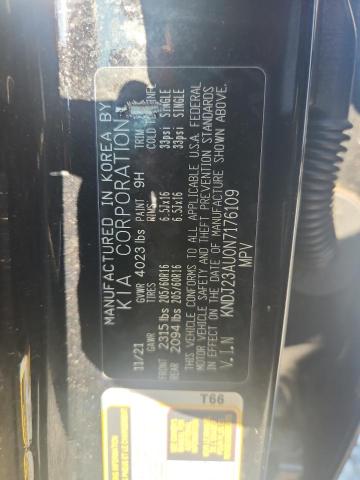 MANUFACTURED IN KOREA BY
KIA CORPORATION
11/21 GVWR 4023 lbs PAINT 9H TRIM
GAWR TIRES RIMS COLD
FRONT 2315 lbs 205/60R16 6.5Jx16 33psi SINGLE
REAR 2094 lbs 205/60R16 6.5Jx16 33psi SINGLE
THIS VEHICLE CONFORMS TO ALL APPLICABLE U.S.A. FEDERAL
MOTOR VEHICLE SAFETY AND THEFT PREVENTION STANDARDS
IN EFFECT ON THE DATE OF MANUFACTURE SHOWN ABOVE.
V.I.N KNDJ23AU0N7176109
MPV
T66